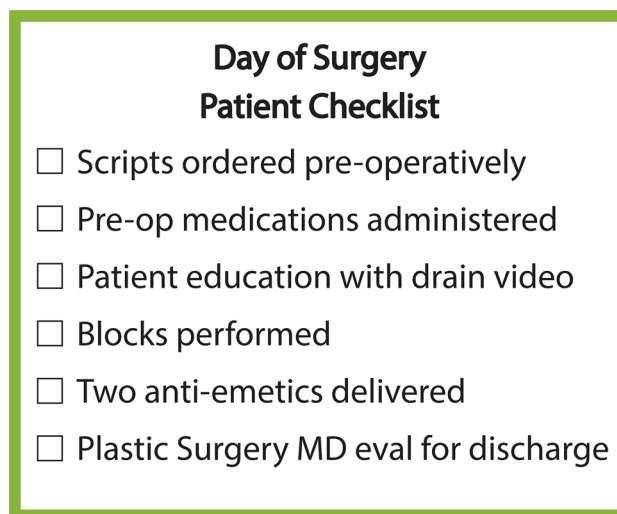 Day of Surgery
Patient Checklist
☐ Scripts ordered pre-operatively
☐ Pre-op medications administered
☐ Patient education with drain video
☐ Blocks performed
☐ Two anti-emetics delivered
☐ Plastic Surgery MD eval for discharge